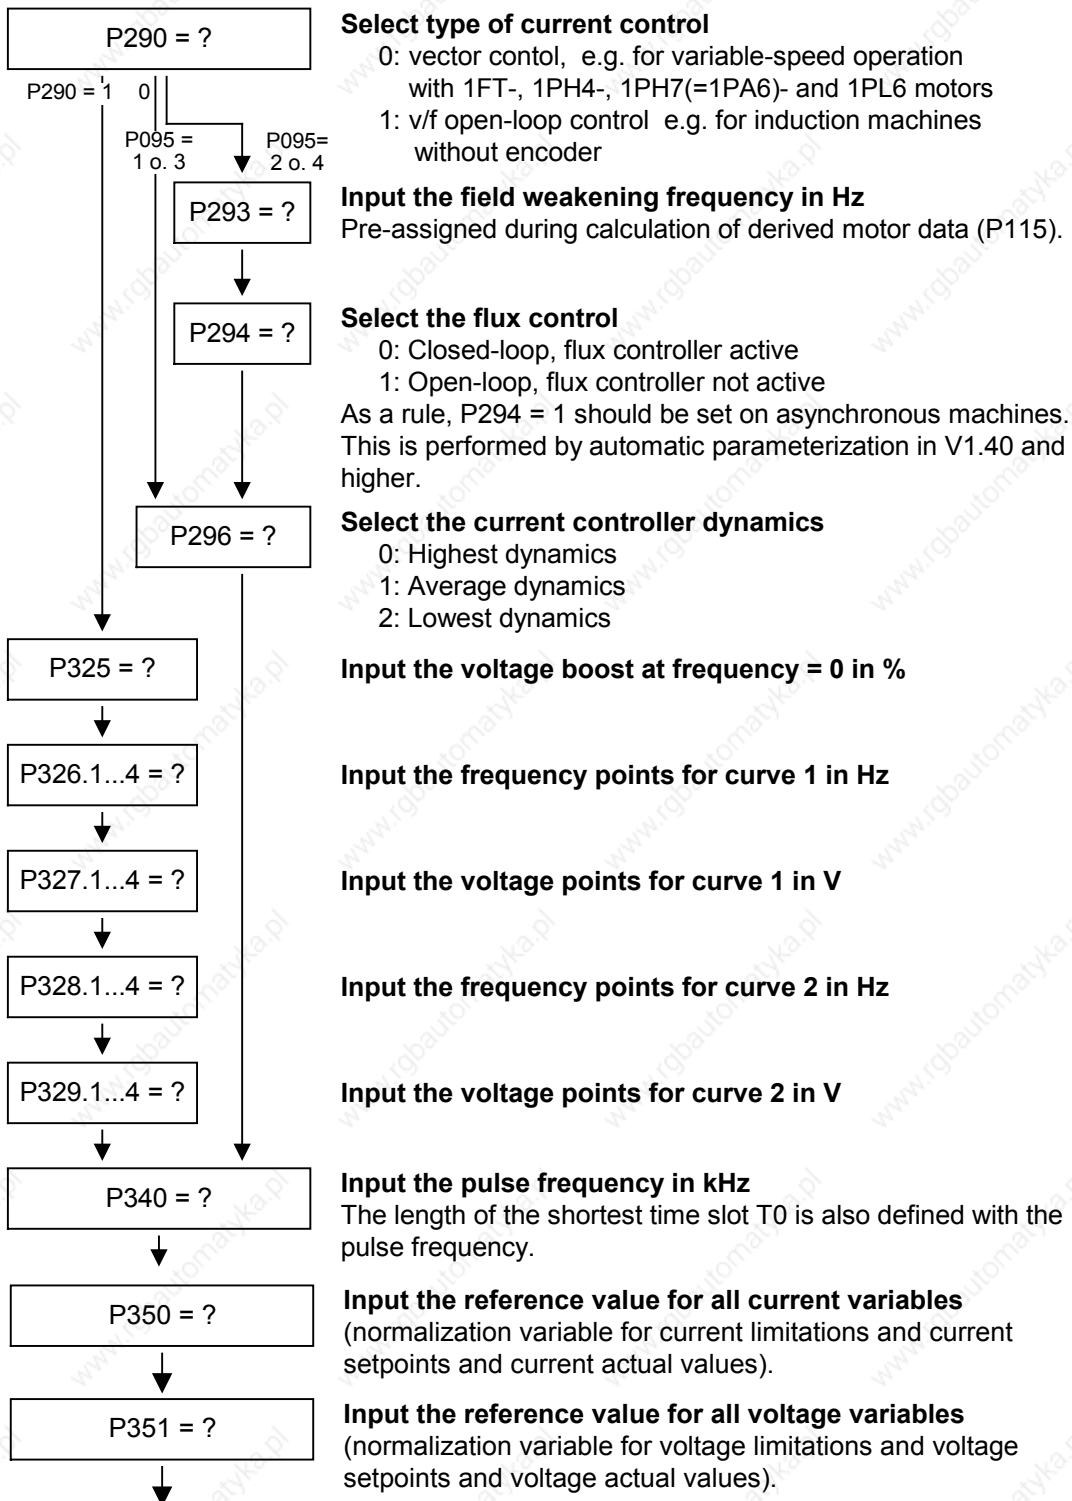 P290 = ?
Select type of current control
0: vector contol, e.g. for variable-speed operation
with 1FT-, 1PH4-, 1PH7(=1PA6)- and 1PL6 motors
P290 = 1 0
1: v/f open-loop control e.g. for induction machines
without encoder
P095 =
1 o. 3
P095=
2 o. 4
P293 = ?
Input the field weakening frequency in Hz
Pre-assigned during calculation of derived motor data (P115).
P294 = ?
Select the flux control
0: Closed-loop, flux controller active
1: Open-loop, flux controller not active
As a rule, P294 = 1 should be set on asynchronous machines.
This is performed by automatic parameterization in V1.40 and
higher.
P296 = ?
Select the current controller dynamics
0: Highest dynamics
1: Average dynamics
2: Lowest dynamics
P325 = ?
Input the voltage boost at frequency = 0 in %
P326.1...4 = ?
Input the frequency points for curve 1 in Hz
P327.1...4 = ?
Input the voltage points for curve 1 in V
P328.1...4 = ?
Input the frequency points for curve 2 in Hz
P329.1...4 = ?
Input the voltage points for curve 2 in V
P340 = ?
Input the pulse frequency in kHz
The length of the shortest time slot T0 is also defined with the
pulse frequency.
P350 = ?
Input the reference value for all current variables
(normalization variable for current limitations and current
setpoints and current actual values).
P351 = ?
Input the reference value for all voltage variables
(normalization variable for voltage limitations and voltage
setpoints and voltage actual values).
www.rgbautomatyka.pl